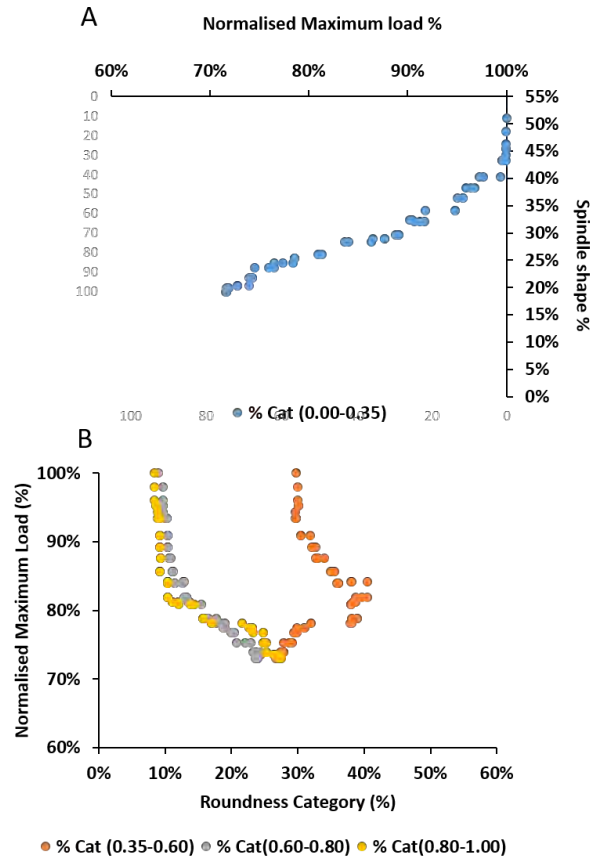 A
Normalised Maximum load %
60% 70% 80% 90% 100%
0
10
20
30
40
50
60
70
80
90
100
55%
50%
45%
40%
35%
30%
25%
20%
15%
10%
5%
0%
Spindle shape %
100 80 60 40 20 0
% Cat (0.00-0.35)
B
100%
90%
80%
70%
60%
Normalised Maximum Load (%)
0% 10% 20% 30% 40% 50% 60%
Roundness Category (%)
% Cat (0.35-0.60) % Cat(0.60-0.80) % Cat(0.80-1.00)